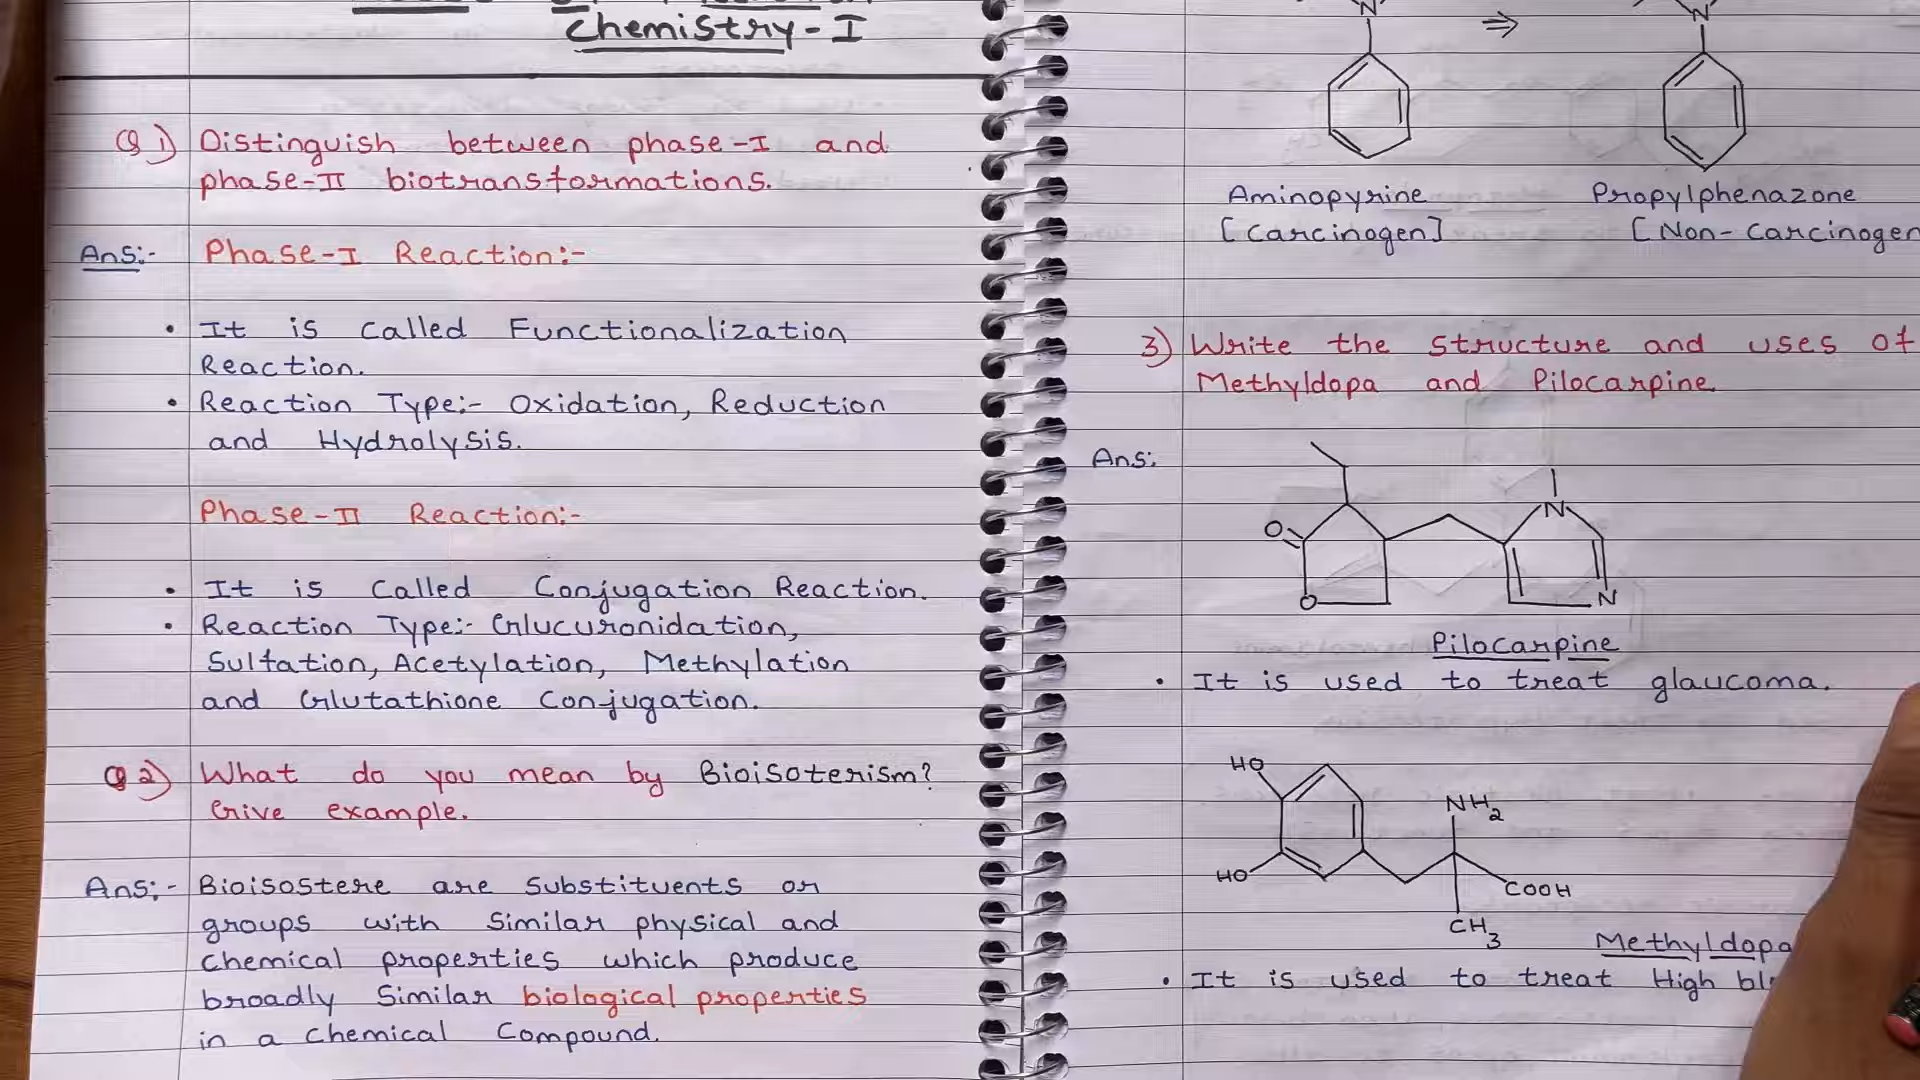 Chemistry-I
Q 1) Distinguish between phase-I and
phase-II biotransformations.
Ans:- Phase-I Reaction:-
• It is called Functionalization
Reaction.
• Reaction Type:- Oxidation, Reduction
and Hydrolysis.
Phase-II Reaction:-
• It is called Conjugation Reaction.
• Reaction Type:- Glucuronidation,
Sulfation, Acetylation, Methylation
and Glutathione Conjugation.
Q 2) What do you mean by Bioisoterism?
Give example.
Ans:- Bioisostere are substituents or
groups with similar physical and
chemical properties which produce
broadly similar biological properties
in a chemical compound.
N ⇒ N
Aminopyrine Propylphenazone
[Carcinogen] [Non-Carcinogen
3) Write the structure and uses of
Methyldopa and Pilocarpine
Ans:
N
O
O N
Pilocarpine
• It is used to treat glaucoma.
HO
NH2
HO COOH
CH3
Methyldopa
• It is used to treat High